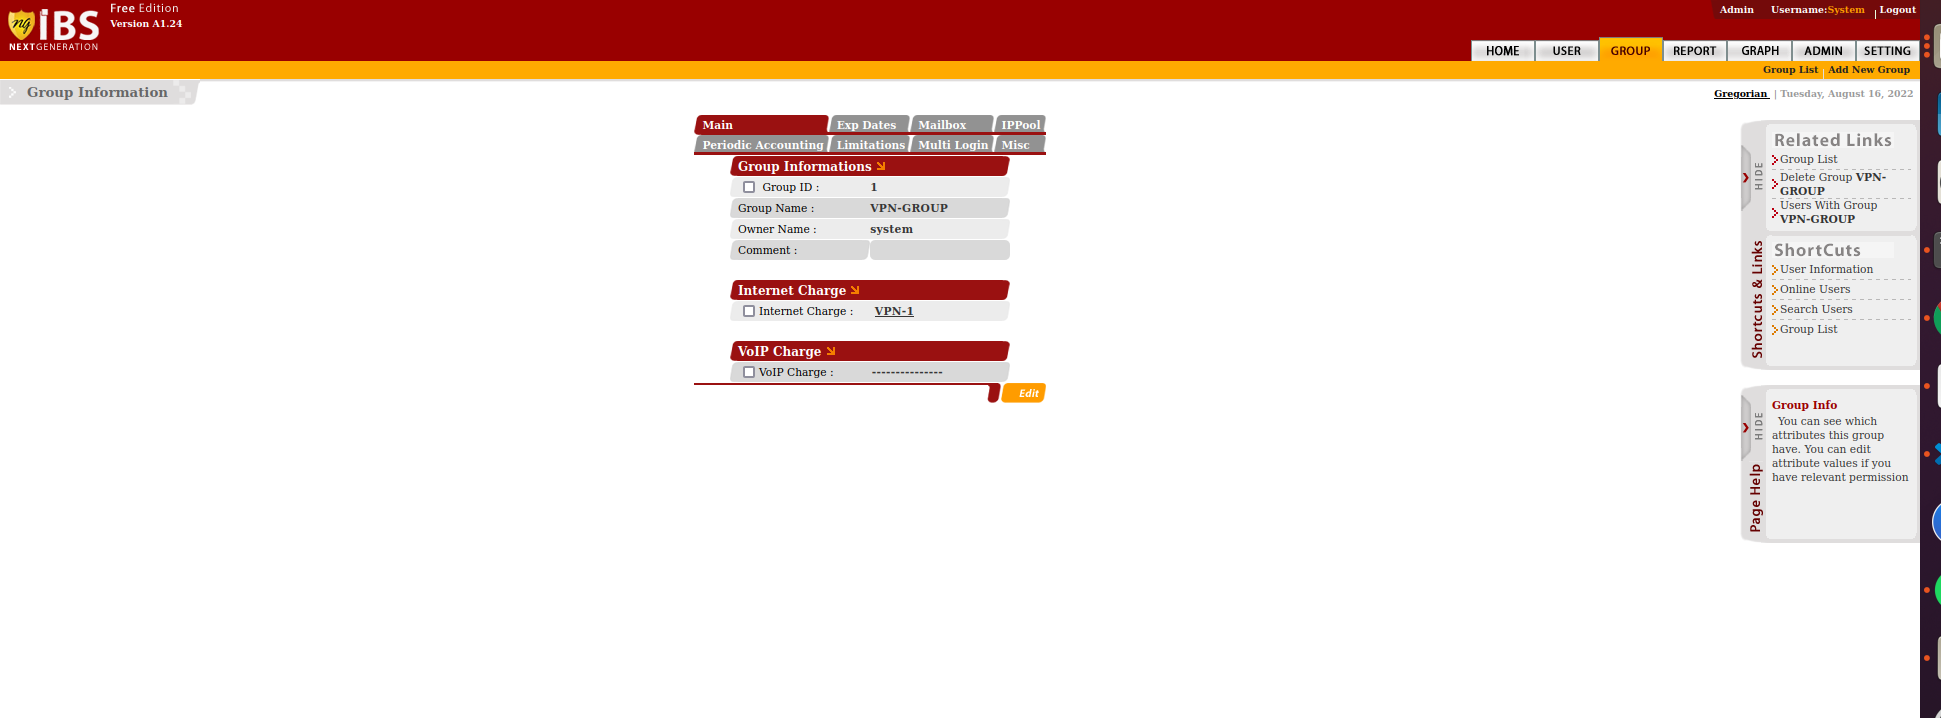 ng IBS
NEXTGENERATION
Free Edition
Version A1.24
Admin Username:System | Logout
HOME USER GROUP REPORT GRAPH ADMIN SETTING
Group List Add New Group
Group Information
Gregorian | Tuesday, August 16, 2022
Main Exp Dates Mailbox IPPool
Periodic Accounting Limitations Multi Login Misc
Group Informations
Group ID : 1
Group Name : VPN-GROUP
Owner Name : system
Comment :
Internet Charge
Internet Charge : VPN-1
VoIP Charge
VoIP Charge : ---------------
Edit
HIDE
Shortcuts & Links
Related Links
Group List
Delete Group VPN-
GROUP
Users With Group
VPN-GROUP
ShortCuts
User Information
Online Users
Search Users
Group List
HIDE
Page Help
Group Info
You can see which
attributes this group
have. You can edit
attribute values if you
have relevant permission